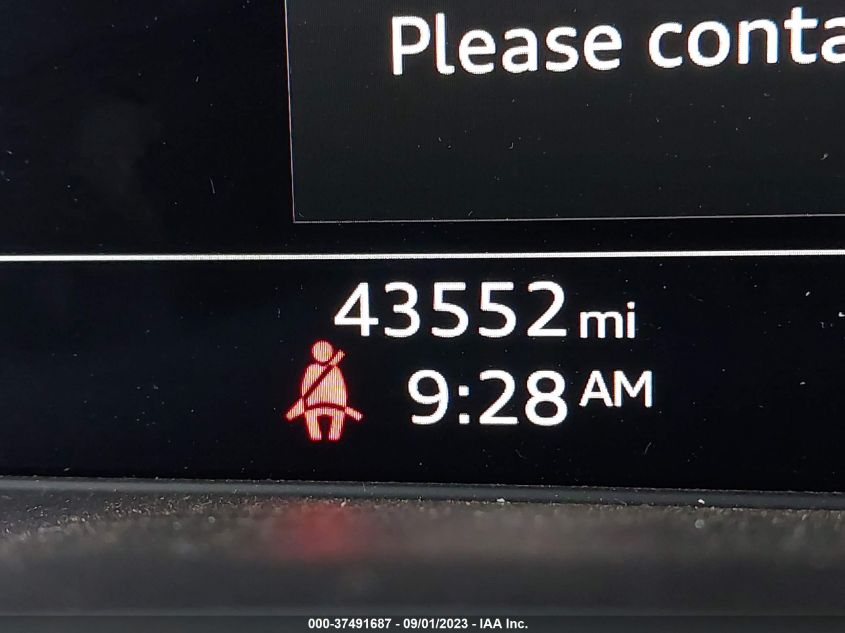 Please conta
43552 mi
9:28 AM
000-37491687 - 09/01/2023 - IAA Inc.